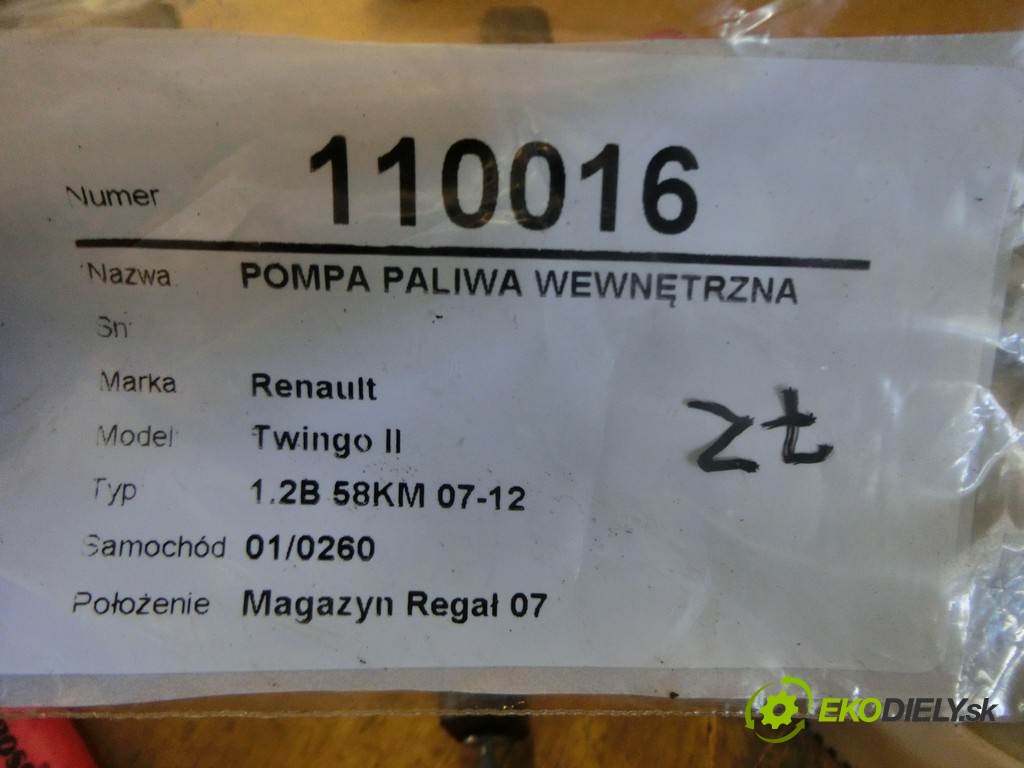 Numer 110016
Nazwa POMPA PALIWA WEWNĘTRZNA
Sn
Marka Renault
Model Twingo II
Typ 1.2B 58KM 07-12
Samochód 01/0260
Położenie Magazyn Regał 07
zł
EKODIELY.sk